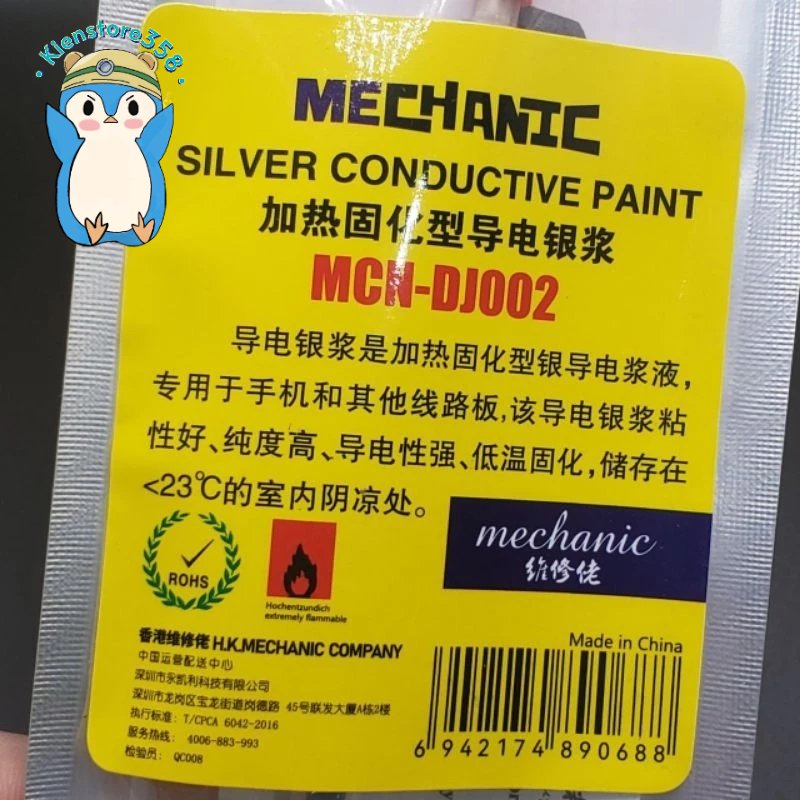 Kienstore358
MECHANIC
SILVER CONDUCTIVE PAINT
加热固化型导电银浆
MCN-DJ002
导电银浆是加热固化型银导电浆液,
专用于手机和其他线路板,该导电银浆粘
性好、纯度高、导电性强、低温固化,储存在
<23℃的室内阴凉处。
ROHS
Hochentzundich
extremely flammable
mechanic
维修佬
香港维修佬 H.K.MECHANIC COMPANY
中国运营配送中心
深圳市永凯利科技有限公司
深圳市龙岗区宝龙街道岗德路 45号联发大厦A栋2楼
执行标准: T/CPCA 6042-2016
服务热线: 4006-883-993
检验员: QC008
Made in China
6 942174 890688